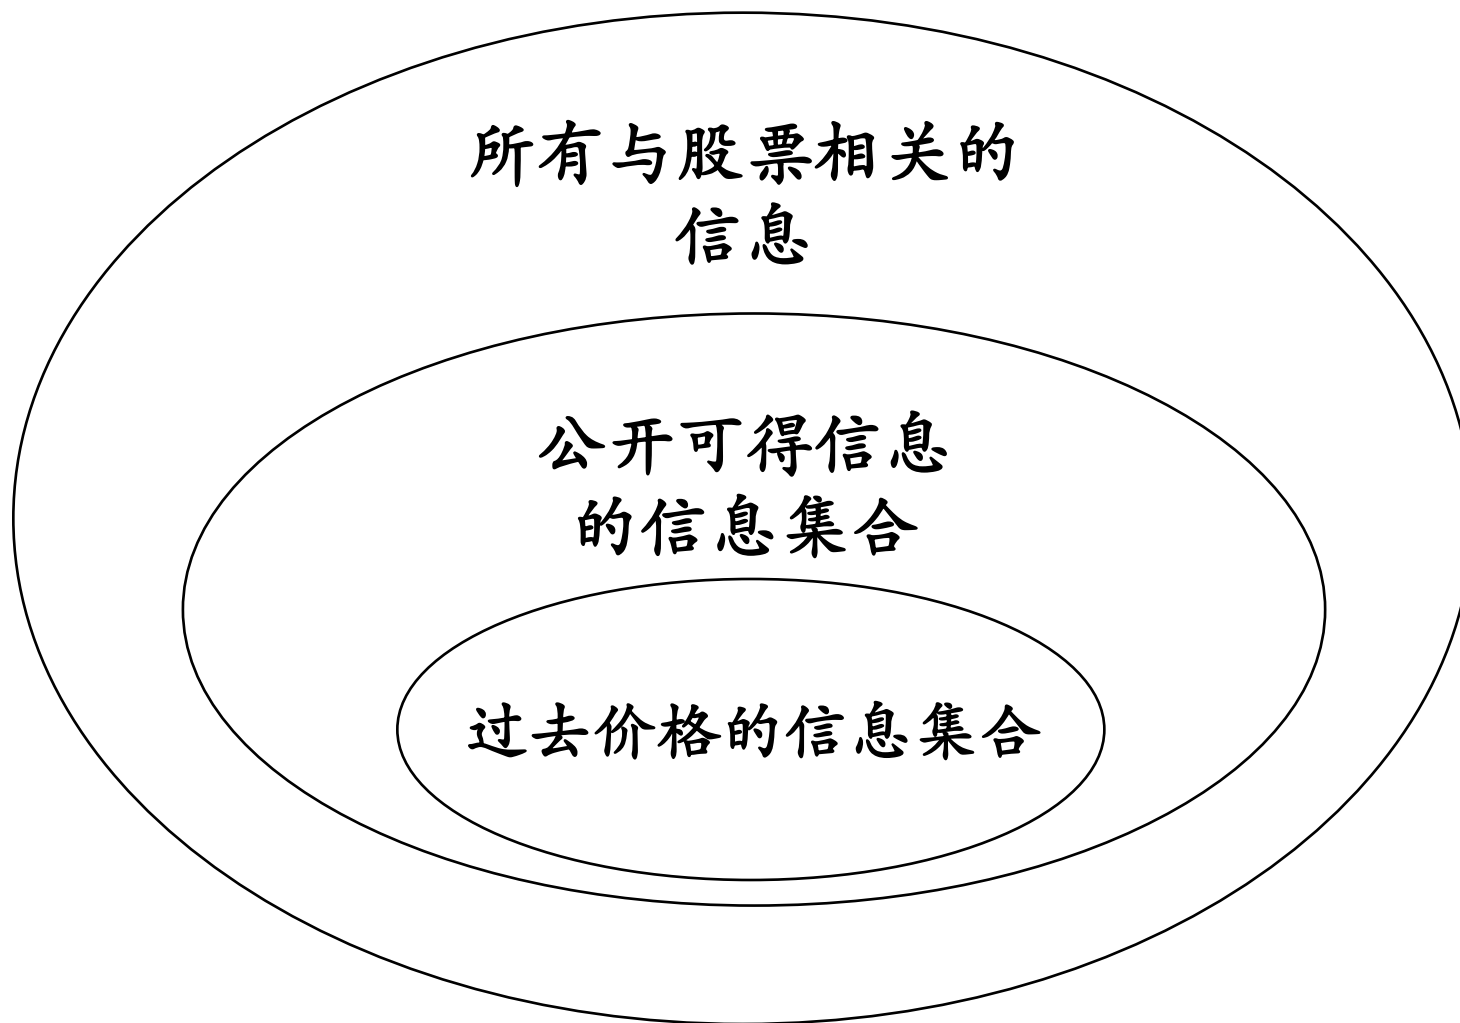 所有与股票相关的
信息
公开可得信息
的信息集合
过去价格的信息集合